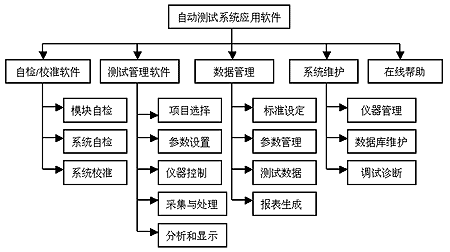 自动测试系统应用软件
自检/校准软件
测试管理软件
数据管理
系统维护
在线帮助
模块自检
系统自检
系统校准
项目选择
参数设置
仪器控制
采集与处理
分析和显示
标准设定
参数管理
测试数据
报表生成
仪器管理
数据库维护
调试诊断